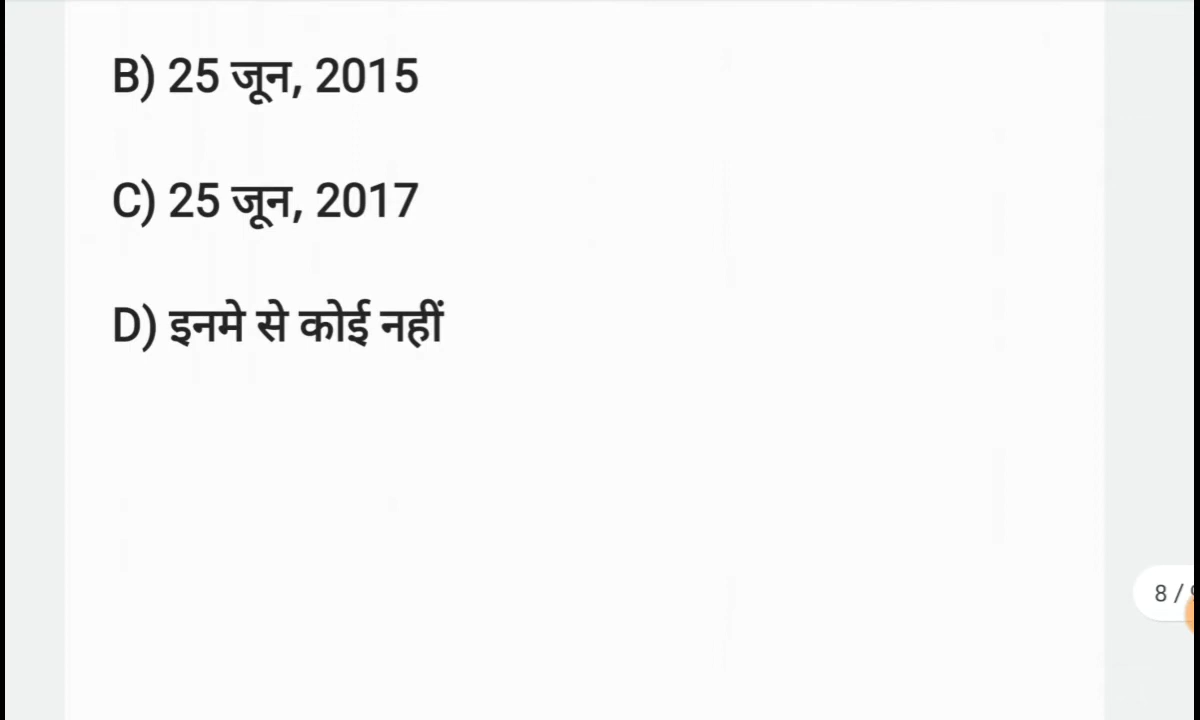 B) 25 जून, 2015
C) 25 जून, 2017
D) इनमे से कोई नहीं
8 /